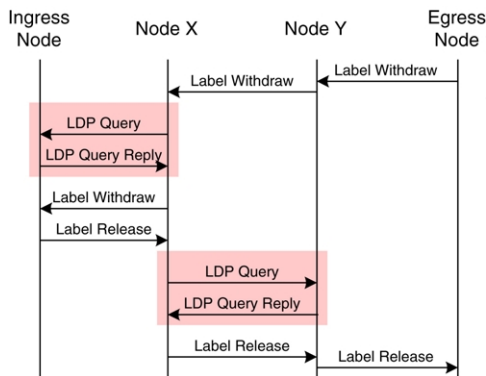 Ingress
Node
Node X
Node Y
Egress
Node
Label Withdraw
Label Withdraw
LDP Query
LDP Query Reply
Label Withdraw
Label Release
LDP Query
LDP Query Reply
Label Release
Label Release